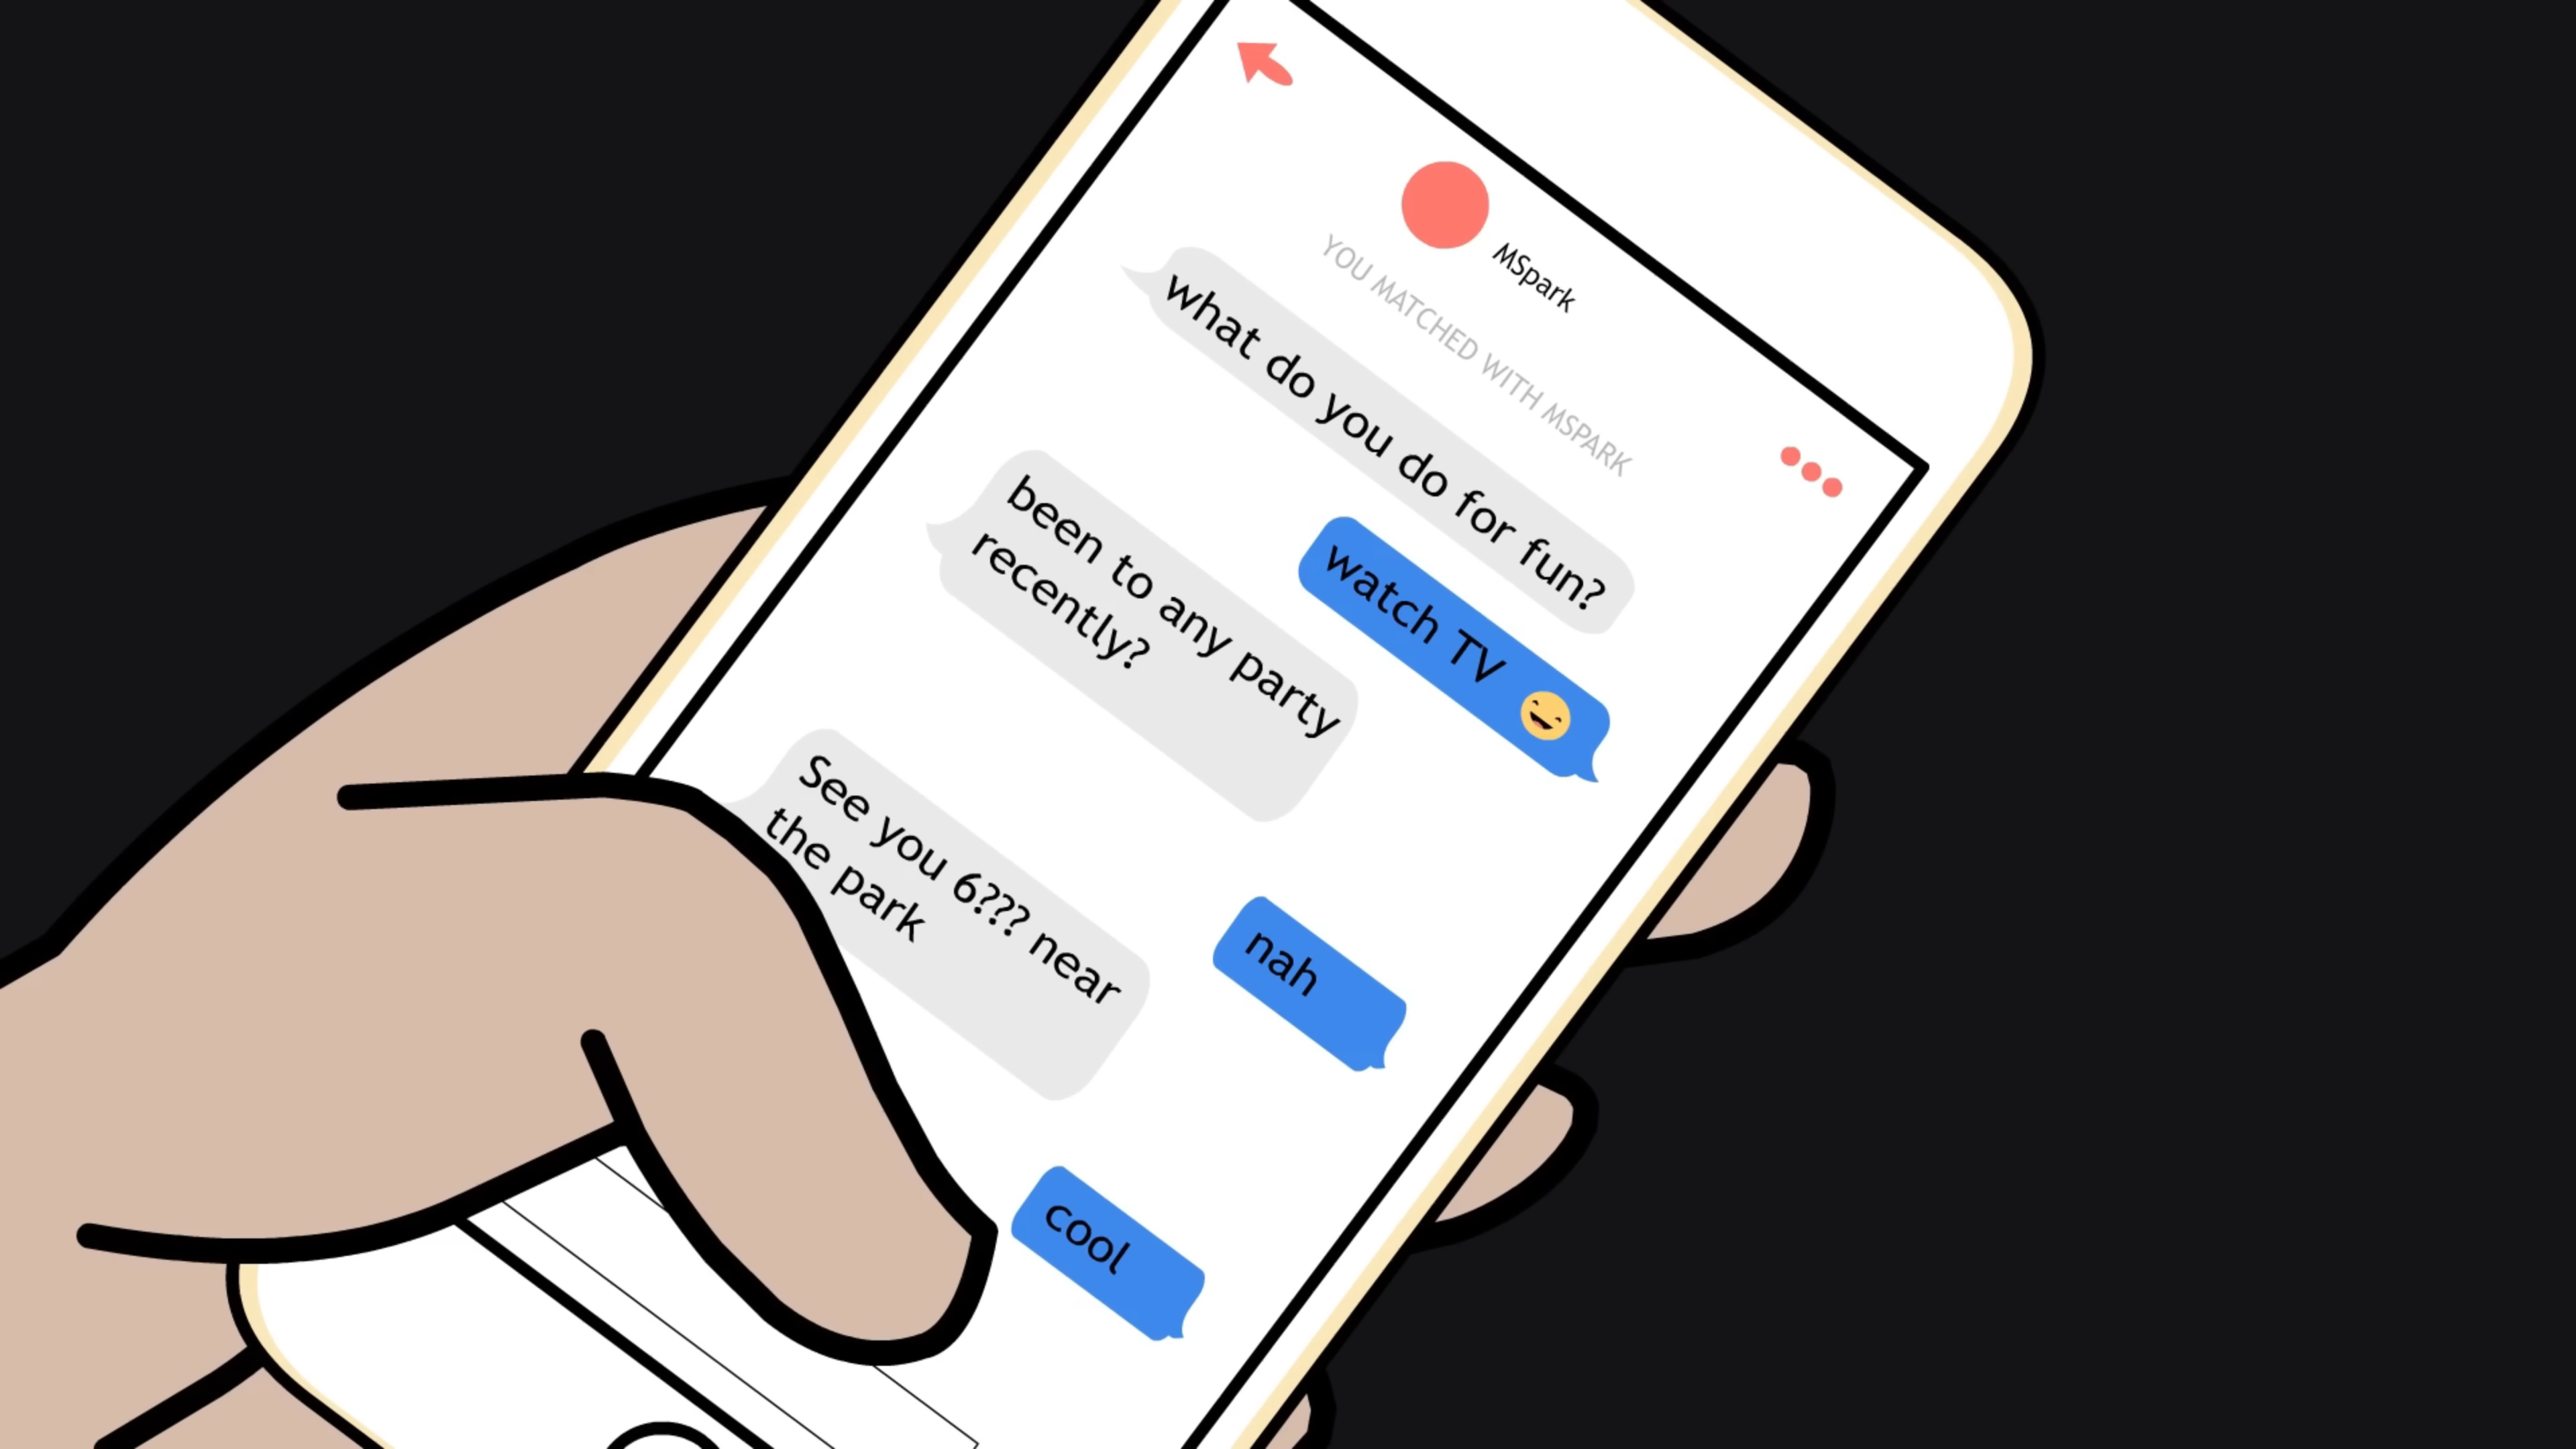 MSpark
YOU MATCHED WITH MSPARK
what do you do for fun?
watch TV 😄
been to any party
recently?
nah
See you 6??? near
the park
cool